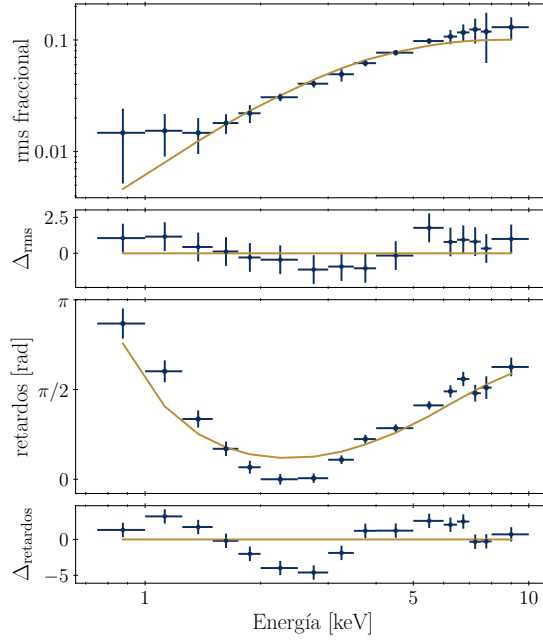 0.1
0.01
rms fraccional
2.5
0
Δrms
π
π/2
0
retardos [rad]
0
−5
Δretardos
1
5
10
Energía [keV]